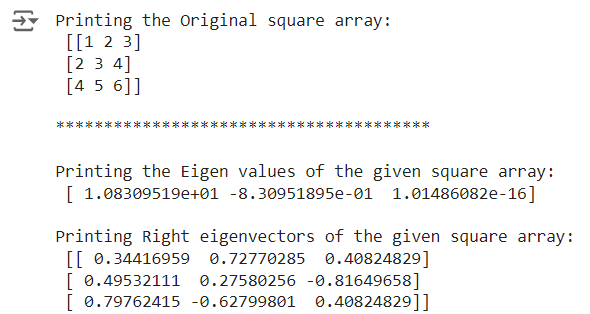 Printing the Original square array:
[[1 2 3]
[2 3 4]
[4 5 6]]
***************************************
Printing the Eigen values of the given square array:
[ 1.08309519e+01 -8.30951895e-01  1.01486082e-16]
Printing Right eigenvectors of the given square array:
[[ 0.34416959  0.72770285  0.40824829]
[ 0.49532111  0.27580256 -0.81649658]
[ 0.79762415 -0.62799801  0.40824829]]